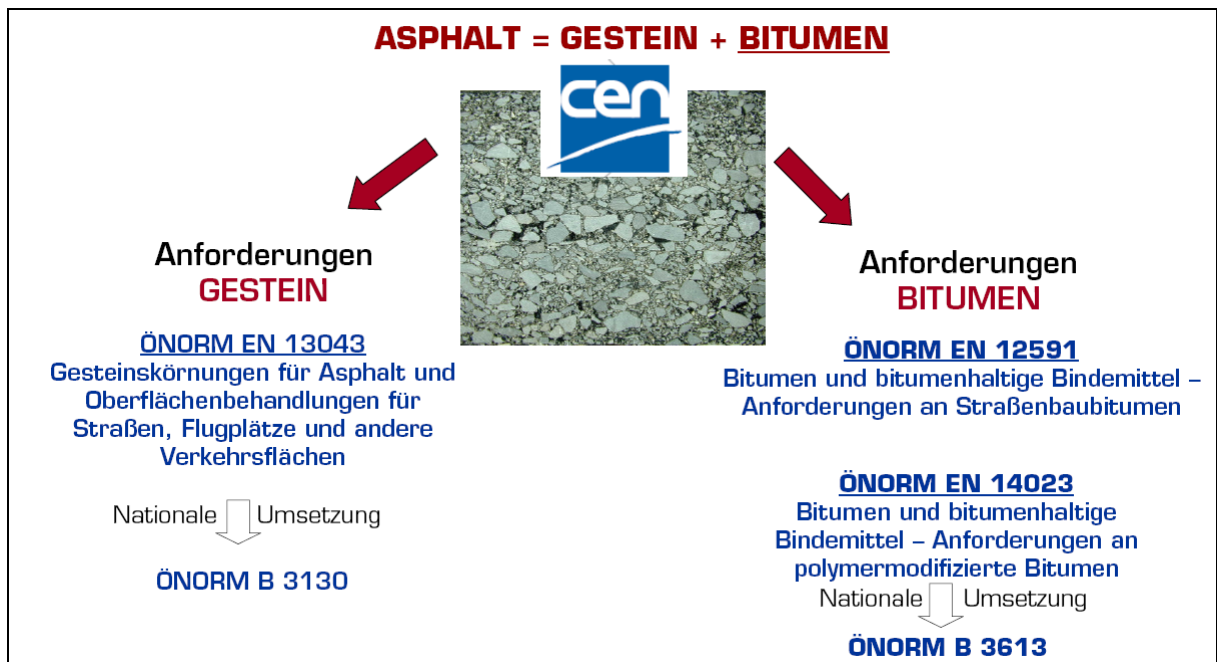 ASPHALT = GESTEIN + BITUMEN
cen
Anforderungen
GESTEIN
ÖNORM EN 13043
Gesteinskörnungen für Asphalt und
Oberflächenbehandlungen für
Straßen, Flugplätze und andere
Verkehrsflächen
Nationale Umsetzung
ÖNORM B 3130
Anforderungen
BITUMEN
ÖNORM EN 12591
Bitumen und bitumenhaltige Bindemittel –
Anforderungen an Straßenbaubitumen
ÖNORM EN 14023
Bitumen und bitumenhaltige
Bindemittel – Anforderungen an
polymermodifizierte Bitumen
Nationale Umsetzung
ÖNORM B 3613